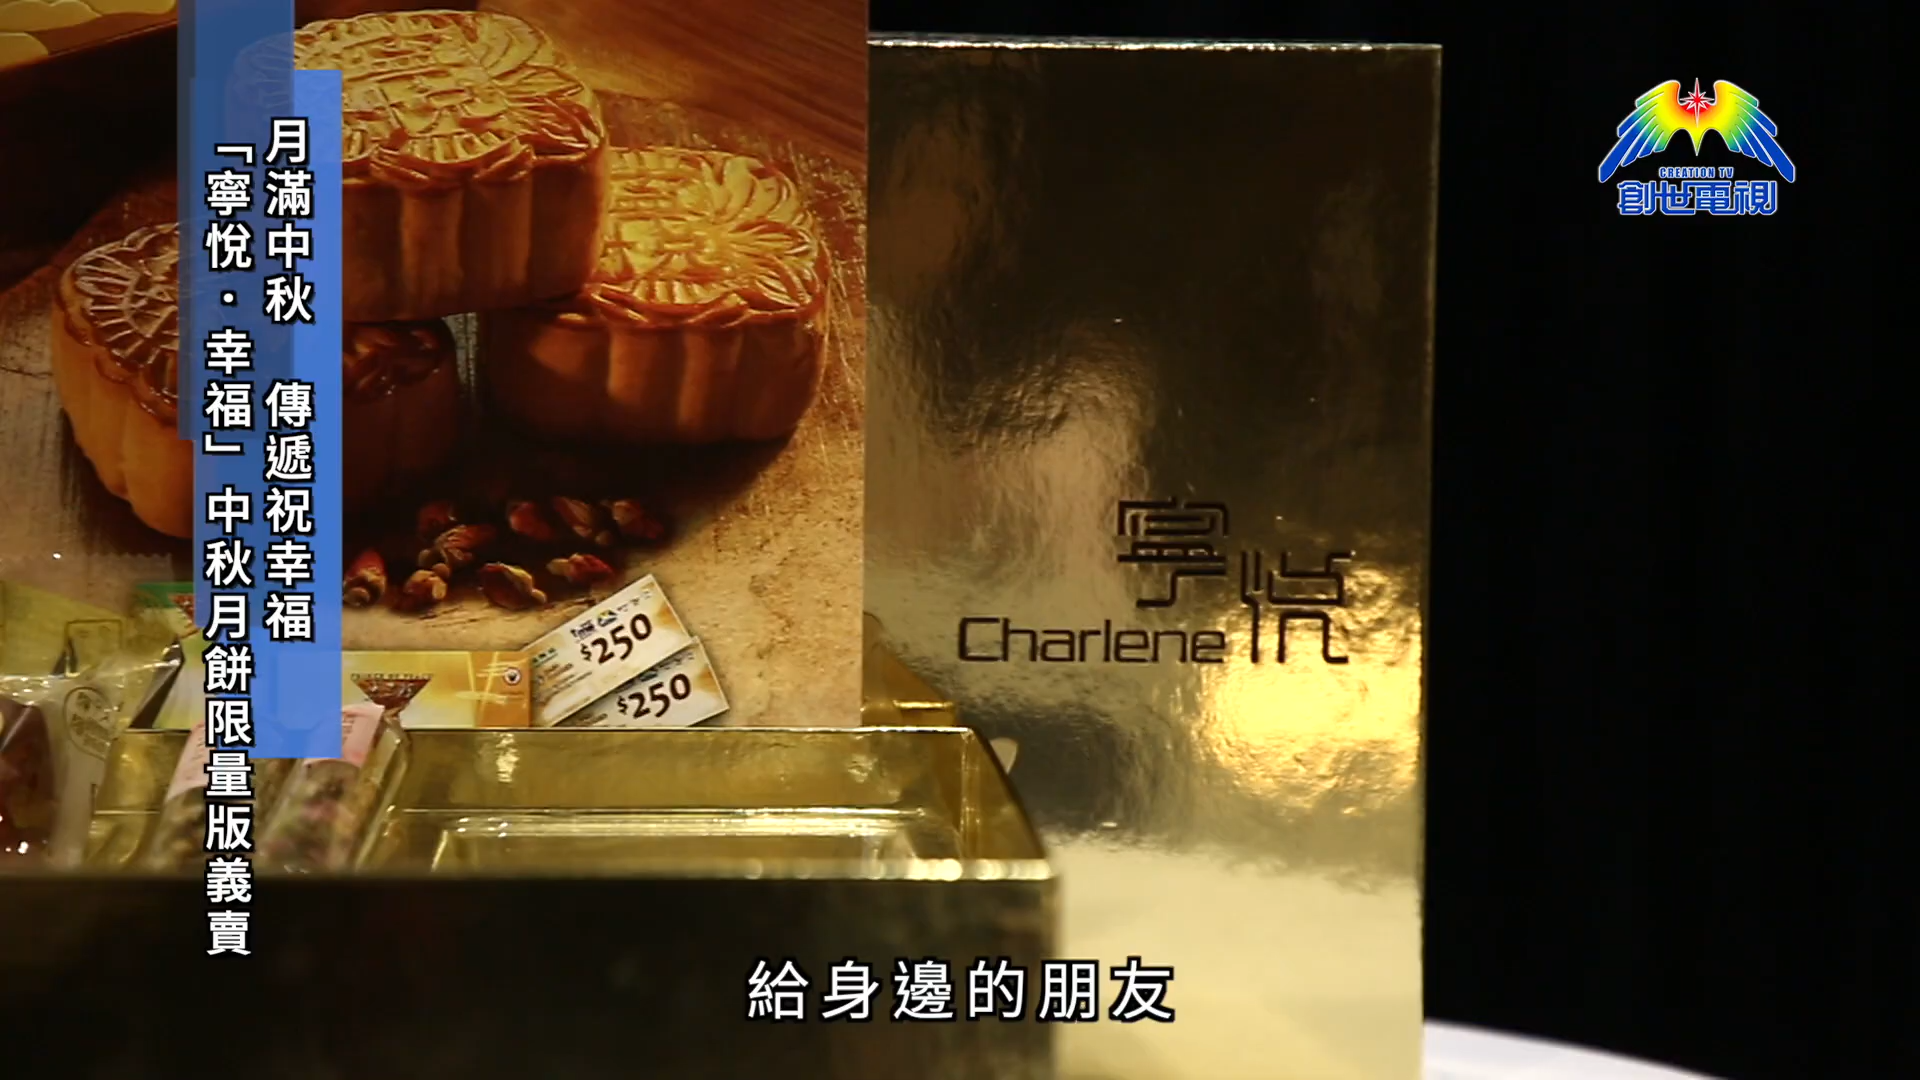 月滿中秋 傳遞祝幸福
「寧悅·幸福」中秋月餅限量版義賣
CREATION TV
創世電視
寧悅
Charlene
$250
$250
給身邊的朋友